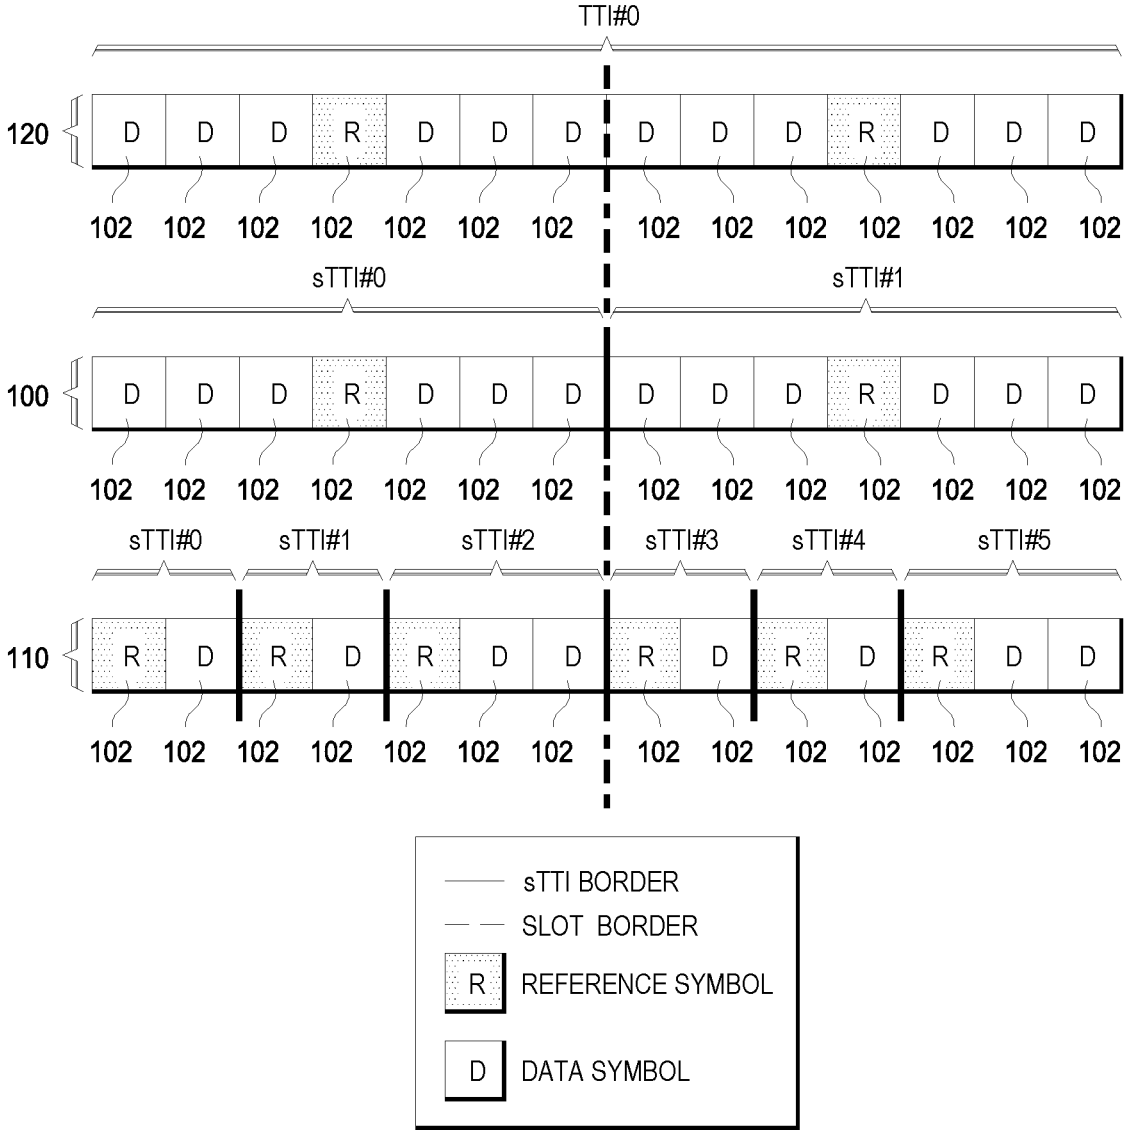 TTI#0
120 D D D R D D D D D D R D D D
102 102 102 102 102 102 102 102 102 102 102 102 102 102
sTTI#0 sTTI#1
100 D D D R D D D D D D R D D D
102 102 102 102 102 102 102 102 102 102 102 102 102 102
sTTI#0 sTTI#1 sTTI#2 sTTI#3 sTTI#4 sTTI#5
110 R D R D R D D R D R D R D D
102 102 102 102 102 102 102 102 102 102 102 102 102 102
sTTI BORDER
SLOT BORDER
R REFERENCE SYMBOL
D DATA SYMBOL